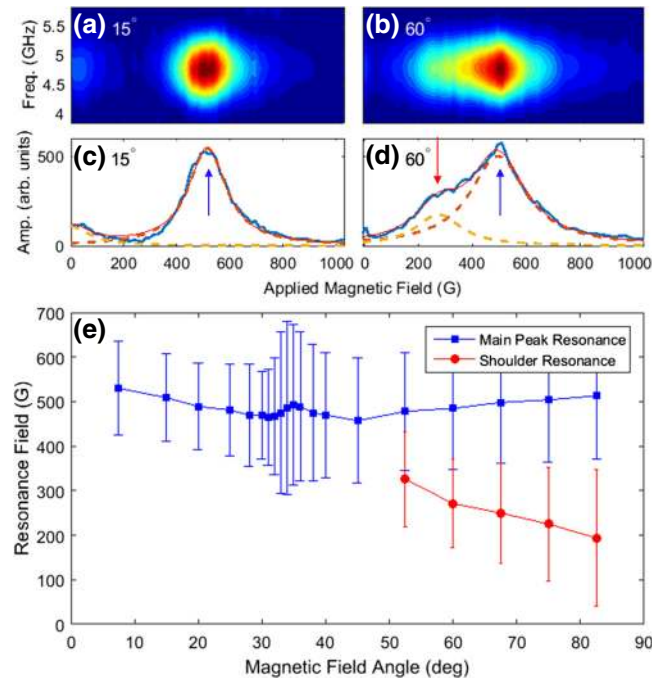 (a) 15° (b) 60°
Freq. (GHz)
5.5
5
4.5
4
(c) 15° (d) 60°
Amp. (arb. units)
500
0
0 200 400 600 800 1000 0 200 400 600 800 1000
Applied Magnetic Field (G)
(e)
Main Peak Resonance
Shoulder Resonance
Resonance Field (G)
700
600
500
400
300
200
100
0
0 10 20 30 40 50 60 70 80 90
Magnetic Field Angle (deg)